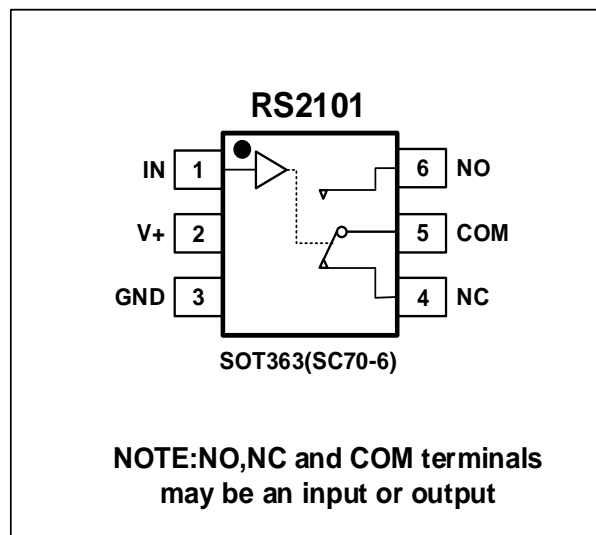 RS2101
IN 1 6 NO
V+ 2 5 COM
GND 3 4 NC
SOT363(SC70-6)
NOTE:NO,NC and COM terminals
may be an input or output